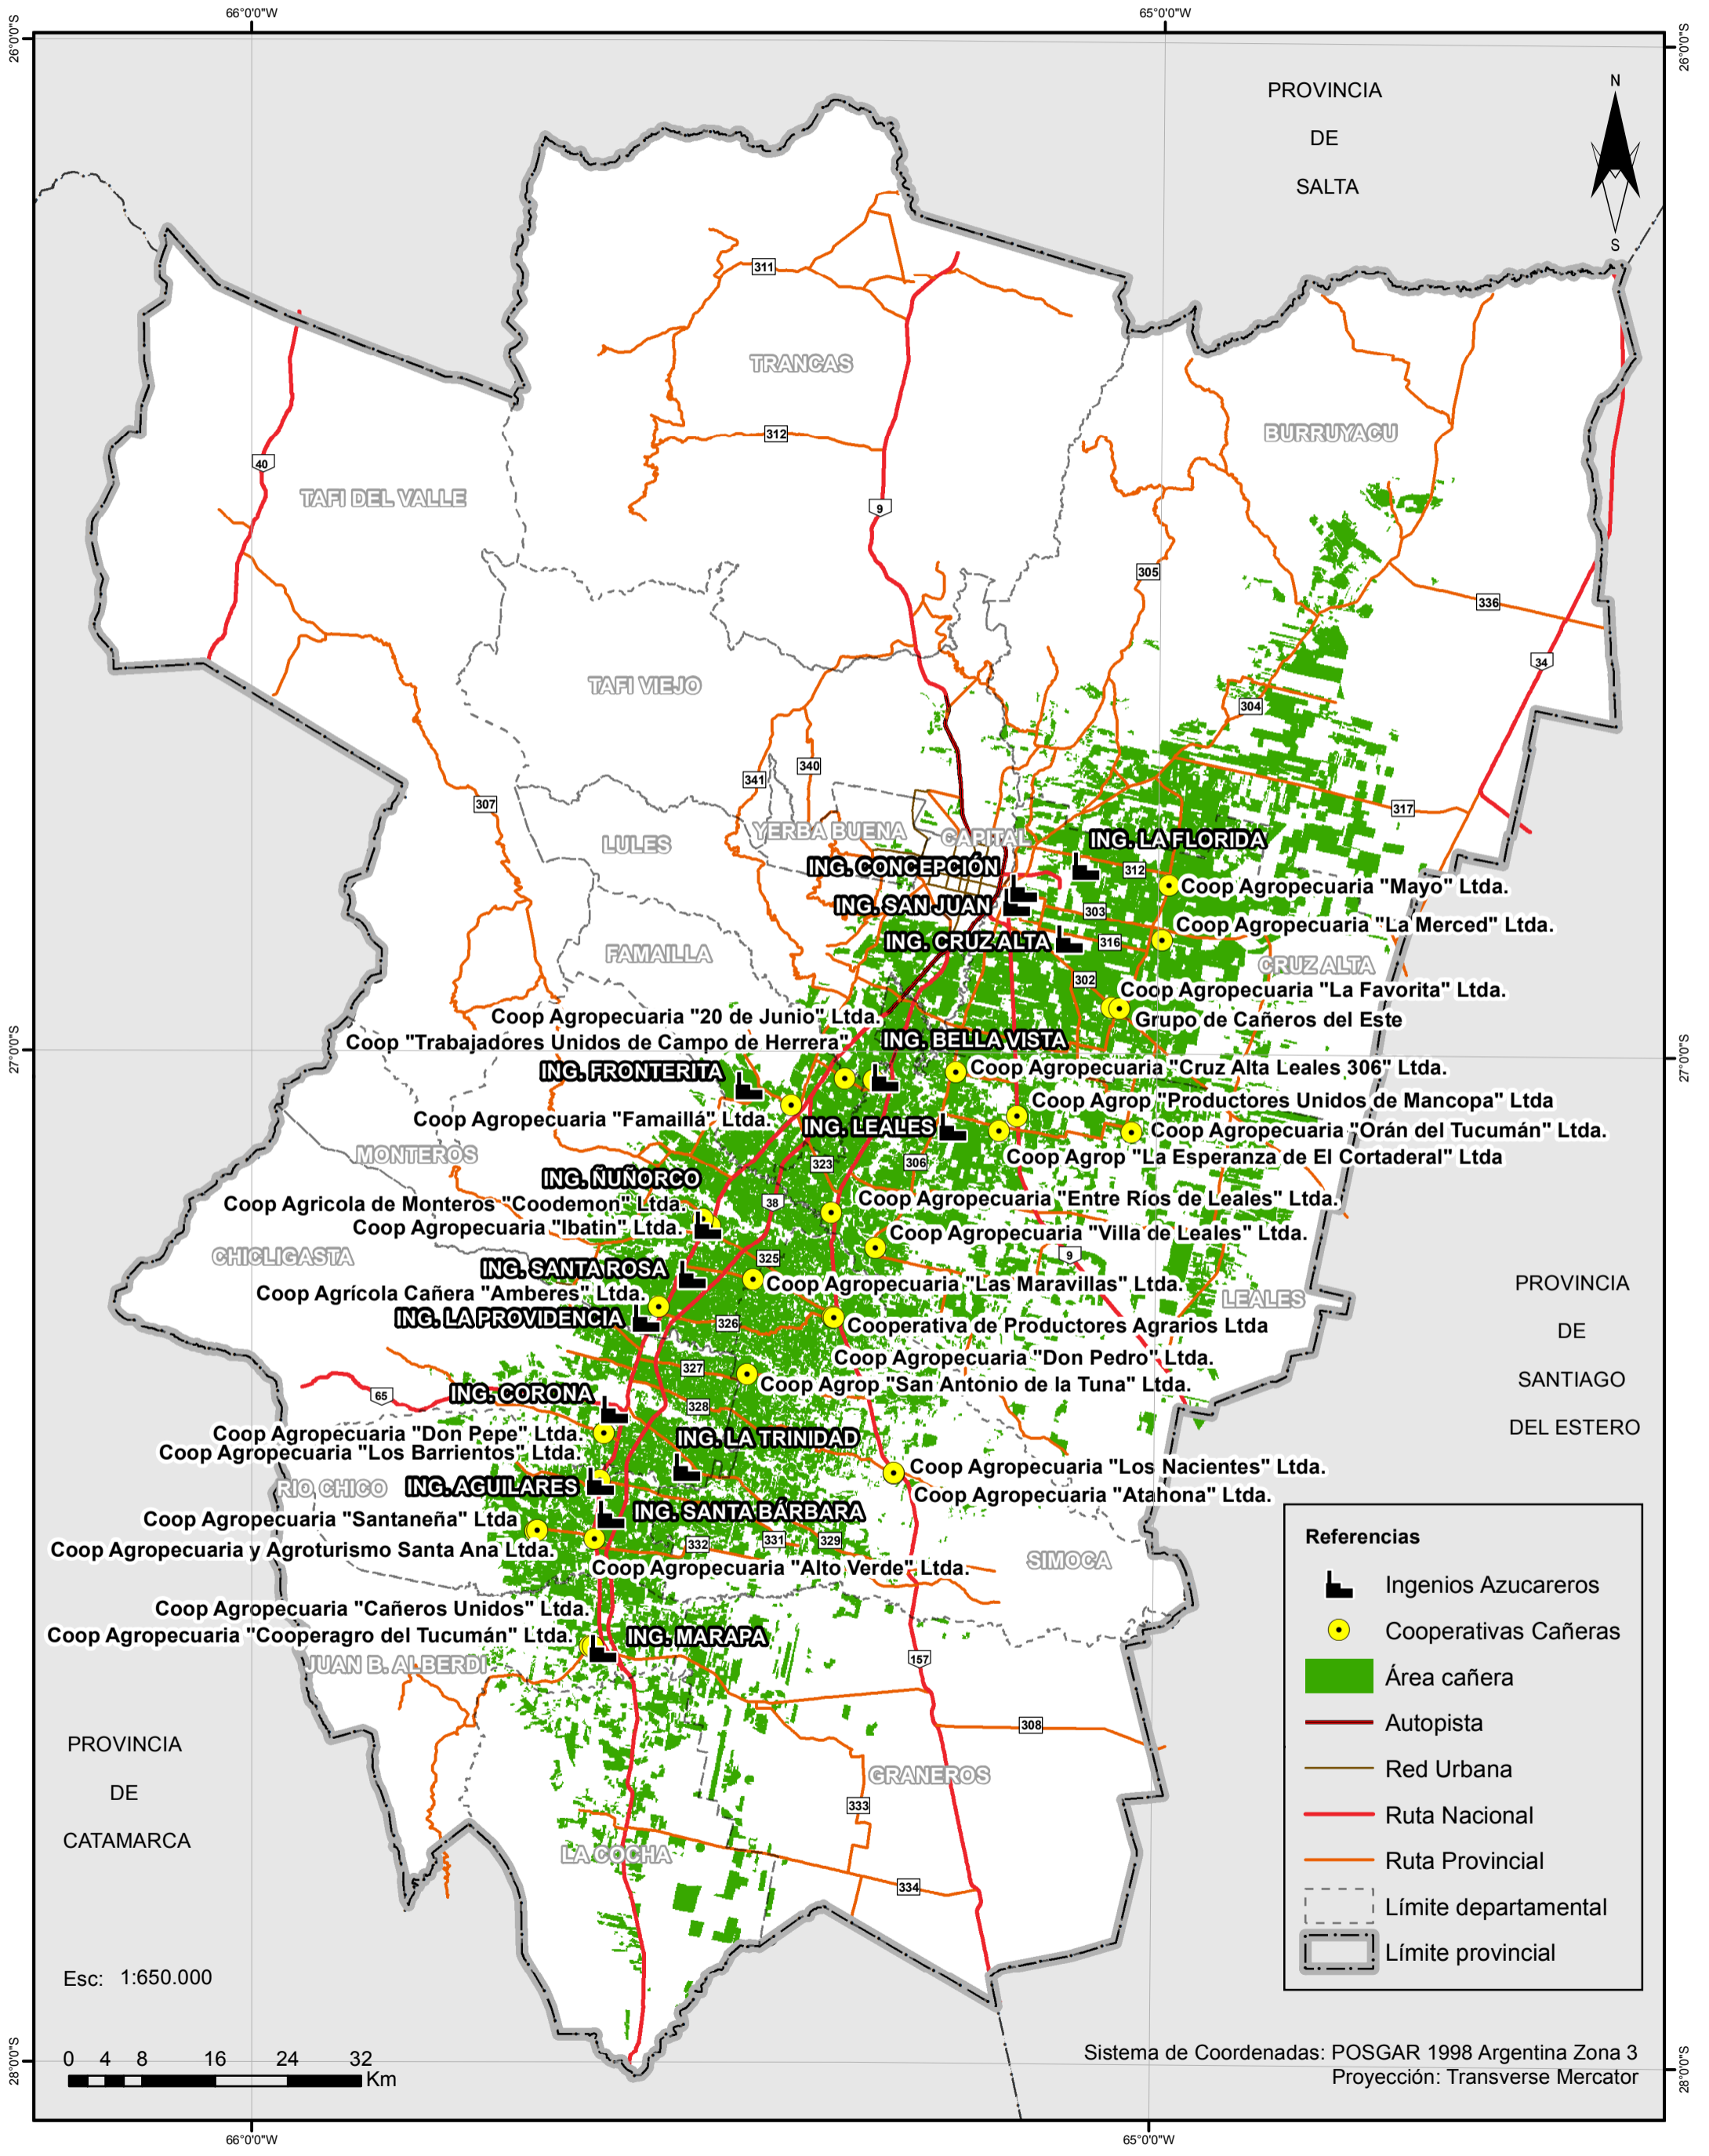 66°0'0"W
65°0'0"W
26°0'0"S
26°0'0"S
PROVINCIA
DE
SALTA
N
S
311
TRANCAS
312
BURRUYACU
40
TAFI DEL VALLE
9
305
336
34
TAFI VIEJO
304
340
341
307
317
YERBA BUENA
CAPITAL
LULES
ING. LA FLORIDA
ING. CONCEPCIÓN
312
Coop Agropecuaria "Mayo" Ltda.
ING. SAN JUAN
303
Coop Agropecuaria "La Merced" Ltda.
ING. CRUZ ALTA
316
FAMAILLA
CRUZ ALTA
302
Coop Agropecuaria "La Favorita" Ltda.
Coop Agropecuaria "20 de Junio" Ltda.
Grupo de Cañeros del Este
Coop "Trabajadores Unidos de Campo de Herrera"
ING. BELLA VISTA
27°0'0"S
27°0'0"S
ING. FRONTERITA
Coop Agropecuaria "Cruz Alta Leales 306" Ltda.
Coop Agrop "Productores Unidos de Mancopa" Ltda
Coop Agropecuaria "Famaillá" Ltda.
ING. LEALES
Coop Agropecuaria "Orán del Tucumán" Ltda.
MONTEROS
Coop Agrop "La Esperanza de El Cortaderal" Ltda
323
306
ING. ÑUÑORCO
Coop Agricola de Monteros "Coodemon" Ltda.
38
Coop Agropecuaria "Entre Ríos de Leales" Ltda.
Coop Agropecuaria "Ibatin" Ltda.
Coop Agropecuaria "Villa de Leales" Ltda.
CHICLIGASTA
325
9
ING. SANTA ROSA
Coop Agropecuaria "Las Maravillas" Ltda.
PROVINCIA
DE
SANTIAGO
DEL ESTERO
Coop Agrícola Cañera "Amberes" Ltda.
LEALES
ING. LA PROVIDENCIA
326
Cooperativa de Productores Agrarios Ltda
327
Coop Agropecuaria "Don Pedro" Ltda.
Coop Agrop "San Antonio de la Tuna" Ltda.
65
ING. CORONA
328
Coop Agropecuaria "Don Pepe" Ltda.
ING. LA TRINIDAD
Coop Agropecuaria "Los Barrientos" Ltda.
Coop Agropecuaria "Los Nacientes" Ltda.
RIO CHICO
ING. AGUILARES
Coop Agropecuaria "Atahona" Ltda.
ING. SANTA BÁRBARA
Coop Agropecuaria "Santaneña" Ltda
332
331
329
Coop Agropecuaria y Agroturismo Santa Ana Ltda.
SIMOCA
Coop Agropecuaria "Alto Verde" Ltda.
Coop Agropecuaria "Cañeros Unidos" Ltda.
Coop Agropecuaria "Cooperagro del Tucumán" Ltda.
ING. MARAPA
JUAN B. ALBERDI
157
308
PROVINCIA
DE
CATAMARCA
GRANEROS
333
LA COCHA
334
Referencias
Ingenios Azucareros
Cooperativas Cañeras
Área cañera
Autopista
Red Urbana
Ruta Nacional
Ruta Provincial
Límite departamental
Límite provincial
Esc: 1:650.000
0 4 8 16 24 32
Km
Sistema de Coordenadas: POSGAR 1998 Argentina Zona 3
Proyección: Transverse Mercator
28°0'0"S
28°0'0"S
66°0'0"W
65°0'0"W